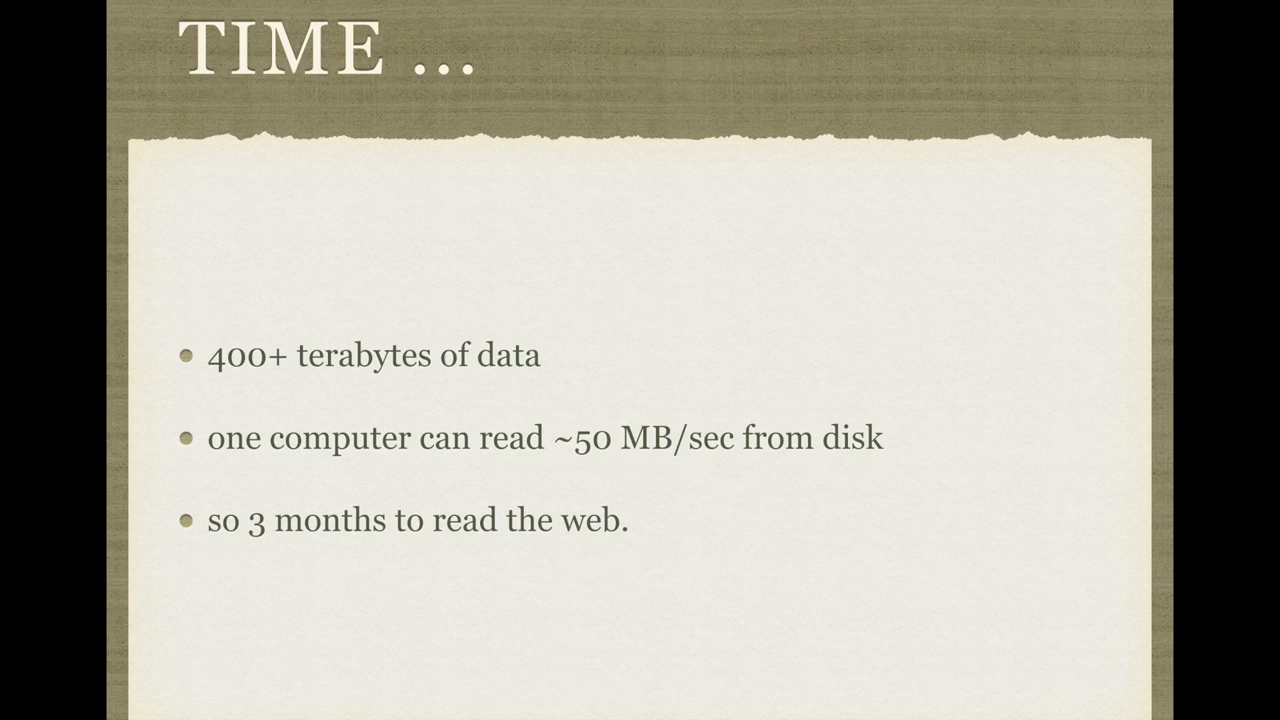 TIME ...
400+ terabytes of data
one computer can read ~50 MB/sec from disk
so 3 months to read the web.